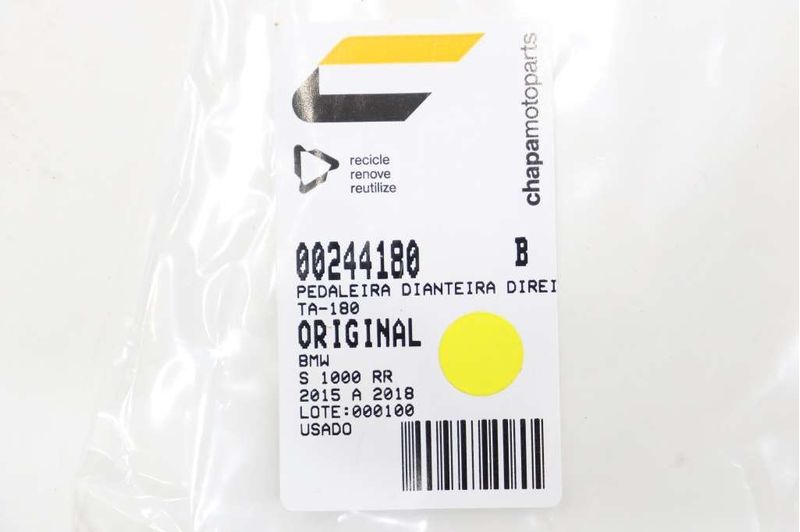 chapamotoparts
recicle
renove
reutilize
00244180 B
PEDALEIRA DIANTEIRA DIREI
TA-180
ORIGINAL
BMW
S 1000 RR
2015 A 2018
LOTE:000100
USADO